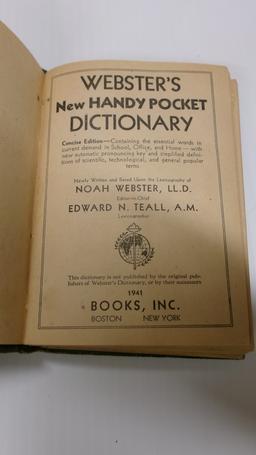 WEBSTER'S
New HANDY POCKET
DICTIONARY
Concise Edition—Containing the essential words in
current demand in School, Office, and Home — with
new automatic pronouncing key and simplified defini-
tions of scientific, technological, and general popular
terms
Newly Written and Based Upon the Lexicography of
NOAH WEBSTER, LL.D.
Editor-in-Chief
EDWARD N. TEALL, A.M.
Lexicographer
This dictionary is not published by the original pub-
lishers of Webster's Dictionary, or by their successors
1941
BOOKS, INC.
BOSTON NEW YORK